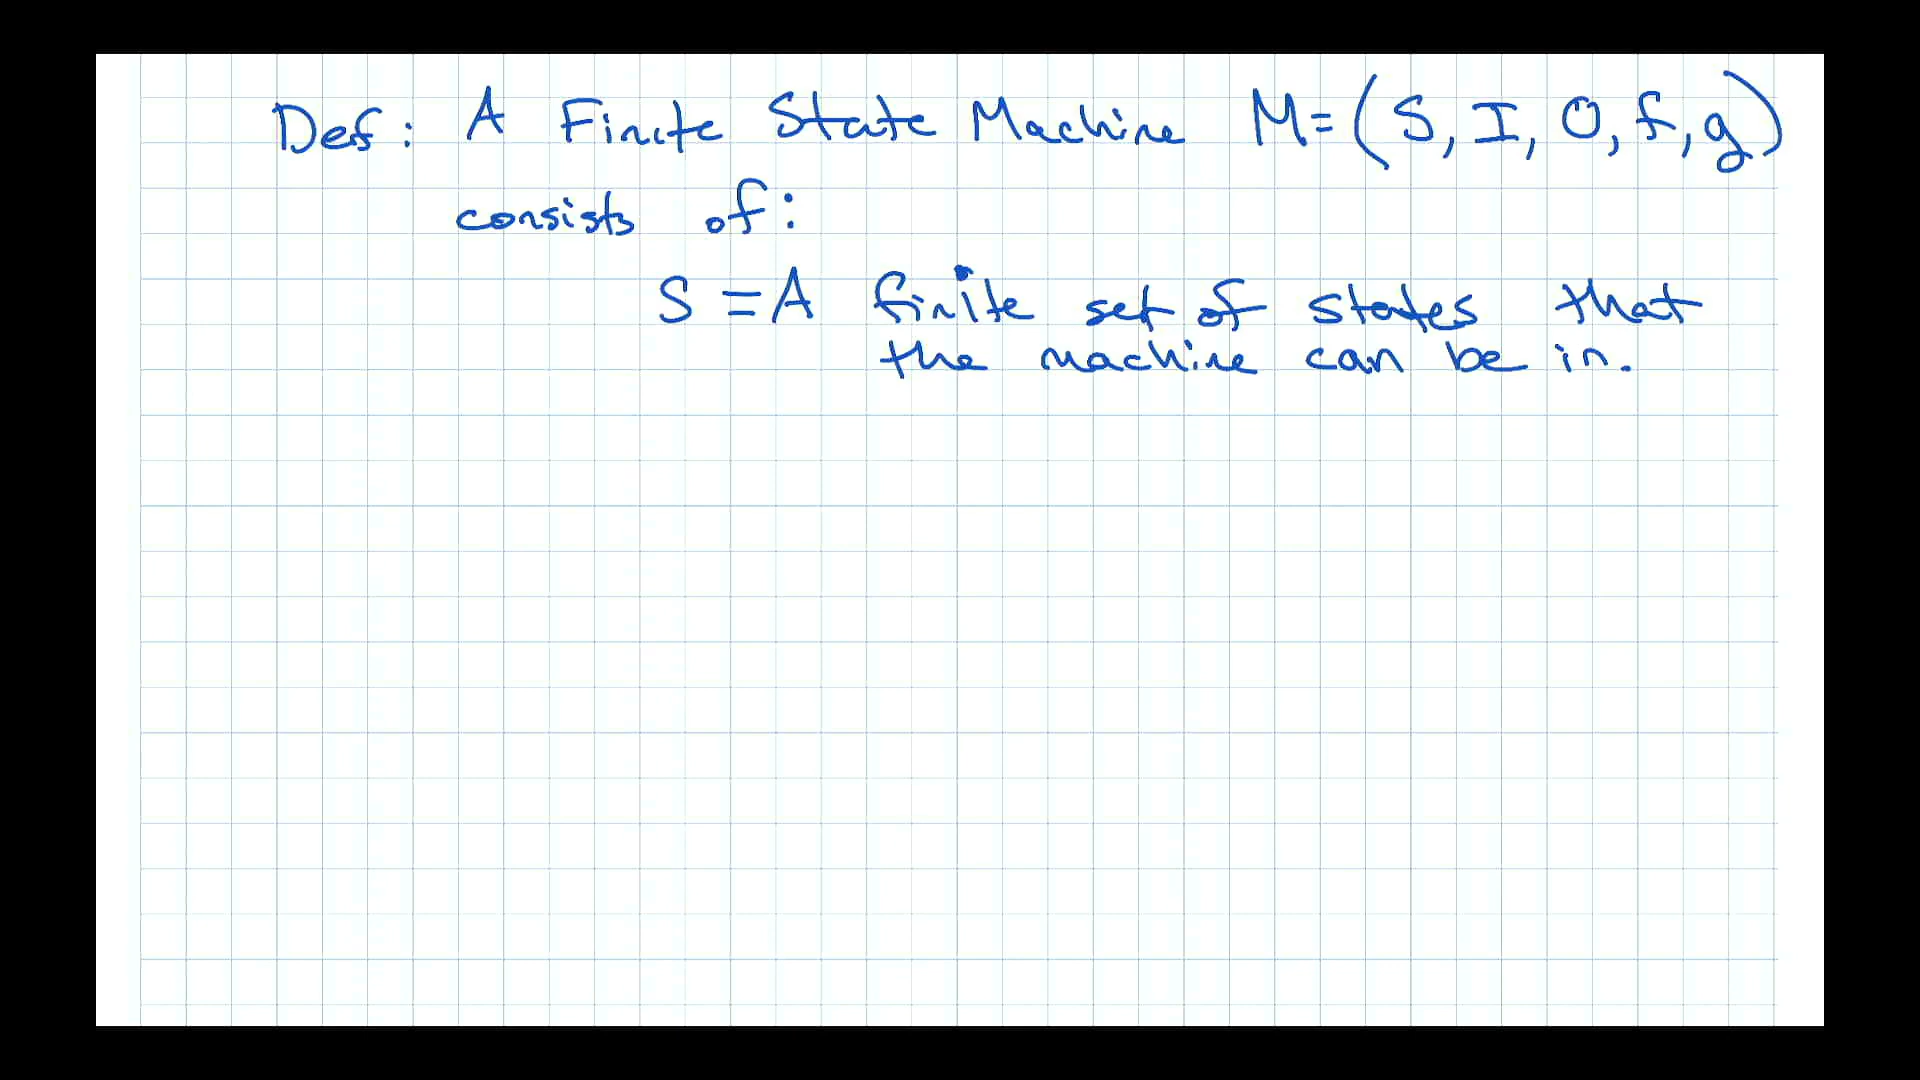 Def: A Finite State Machine M=(S, I, O, f, g)
consists of:
S = A finite set of states that
the machine can be in.